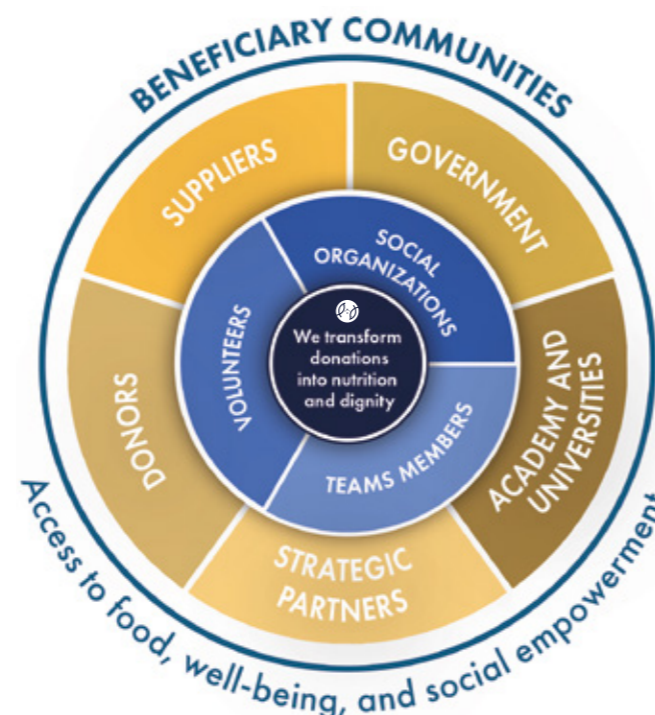 BENEFICIARY COMMUNITIES
SUPPLIERS
GOVERNMENT
ACADEMY AND
UNIVERSITIES
STRATEGIC
PARTNERS
DONORS
SOCIAL
ORGANIZATIONS
TEAMS MEMBERS
VOLUNTEERS
We transform
donations
into nutrition
and dignity
Access to food, well-being, and social empowerment